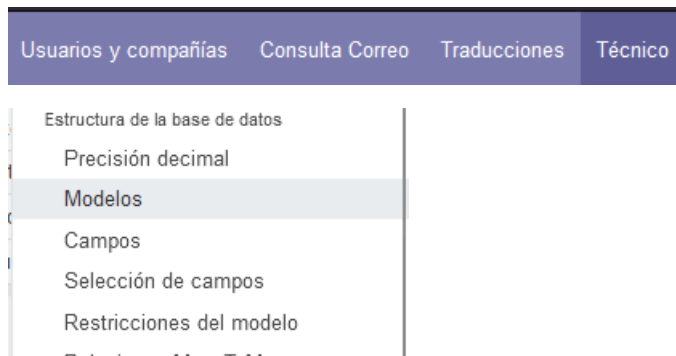 Usuarios y compañías Consulta Correo Traducciones Técnico
Estructura de la base de datos
Precisión decimal
Modelos
Campos
Selección de campos
Restricciones del modelo